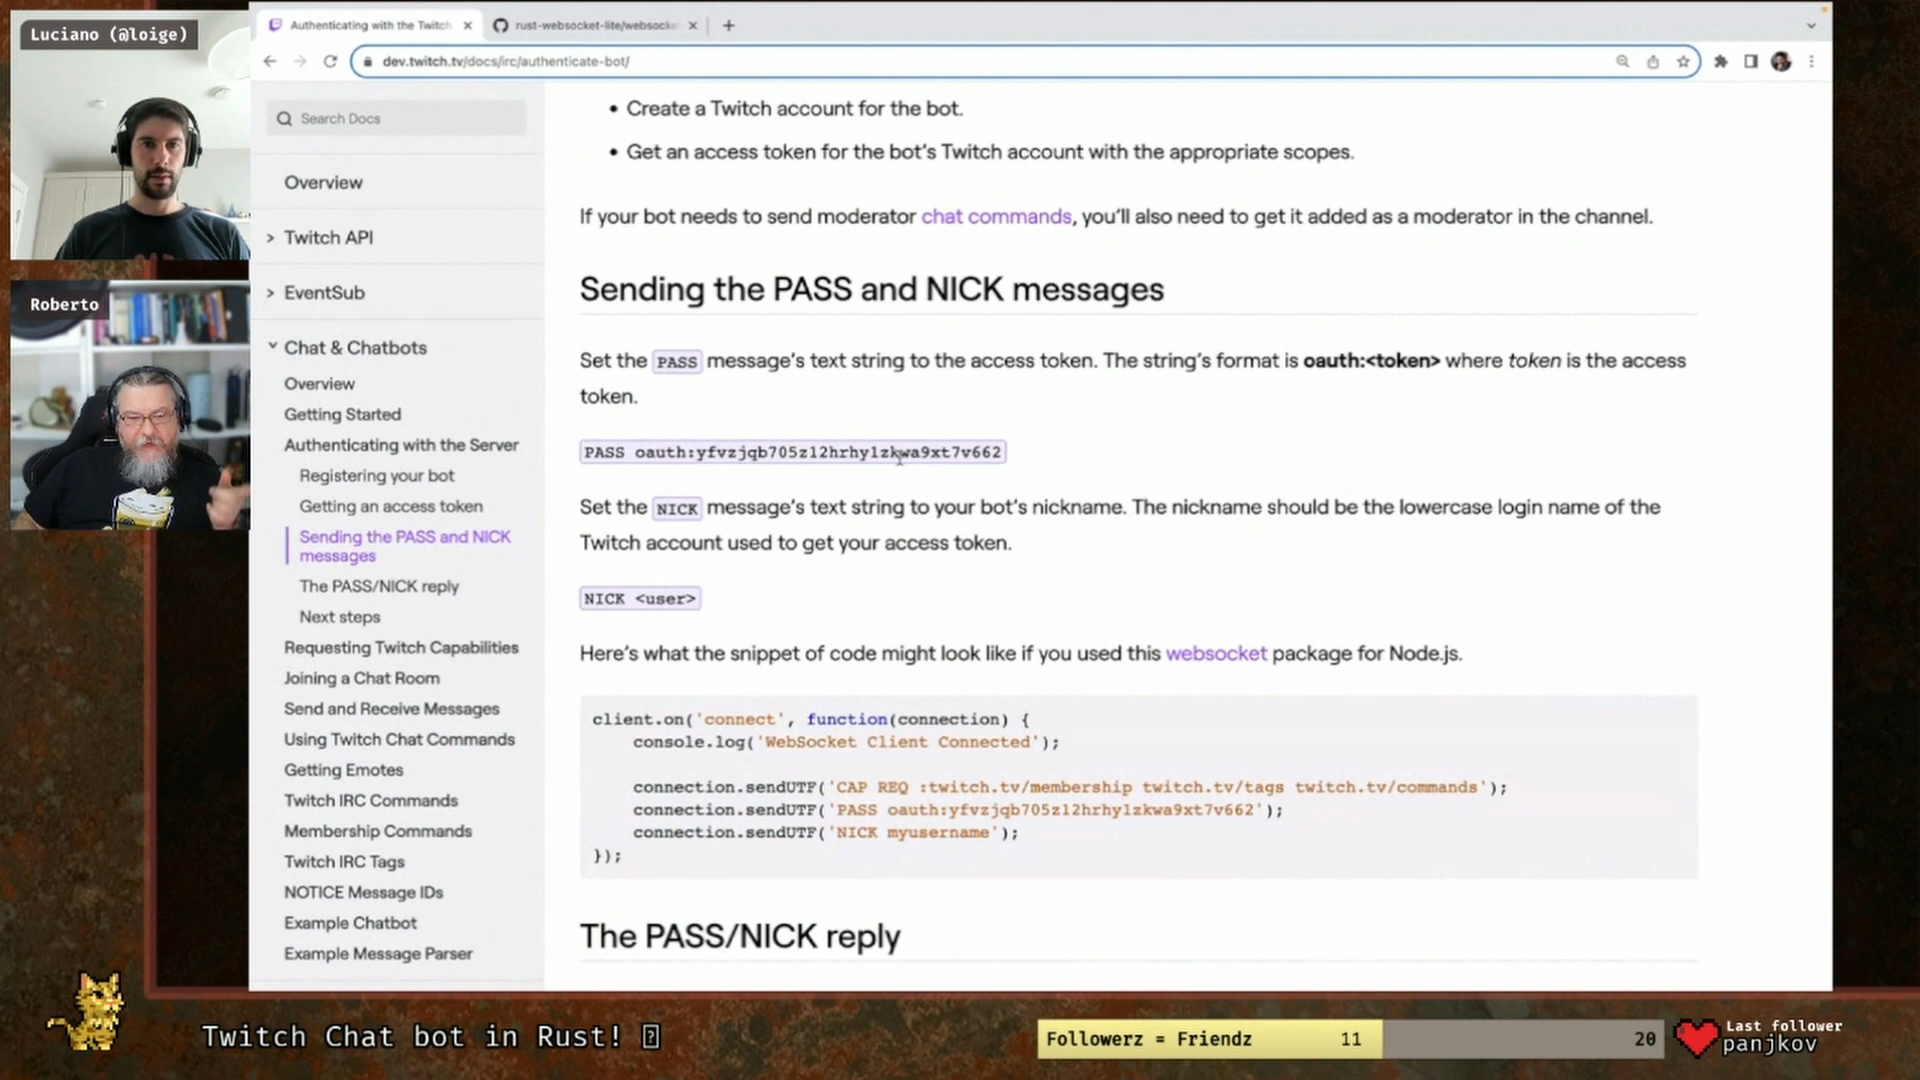 Luciano (@loige)
Roberto
Authenticating with the Twitch
rust-websocket-lite/websocke
dev.twitch.tv/docs/irc/authenticate-bot/
Search Docs
Overview
Twitch API
EventSub
Chat & Chatbots
Overview
Getting Started
Authenticating with the Server
Registering your bot
Getting an access token
Sending the PASS and NICK
messages
The PASS/NICK reply
Next steps
Requesting Twitch Capabilities
Joining a Chat Room
Send and Receive Messages
Using Twitch Chat Commands
Getting Emotes
Twitch IRC Commands
Membership Commands
Twitch IRC Tags
NOTICE Message IDs
Example Chatbot
Example Message Parser
• Create a Twitch account for the bot.
• Get an access token for the bot’s Twitch account with the appropriate scopes.
If your bot needs to send moderator chat commands, you’ll also need to get it added as a moderator in the channel.
Sending the PASS and NICK messages
Set the PASS message’s text string to the access token. The string’s format is oauth:<token> where token is the access
token.
PASS oauth:yfvzjqb705z12hrhy1zkwa9xt7v662
Set the NICK message’s text string to your bot’s nickname. The nickname should be the lowercase login name of the
Twitch account used to get your access token.
NICK <user>
Here’s what the snippet of code might look like if you used this websocket package for Node.js.
client.on('connect', function(connection) {
console.log('WebSocket Client Connected');
connection.sendUTF('CAP REQ :twitch.tv/membership twitch.tv/tags twitch.tv/commands');
connection.sendUTF('PASS oauth:yfvzjqb705z12hrhy1zkwa9xt7v662');
connection.sendUTF('NICK myusername');
});
The PASS/NICK reply
Twitch Chat bot in Rust!
Followerz = Friendz 11 20
Last follower
panjkov